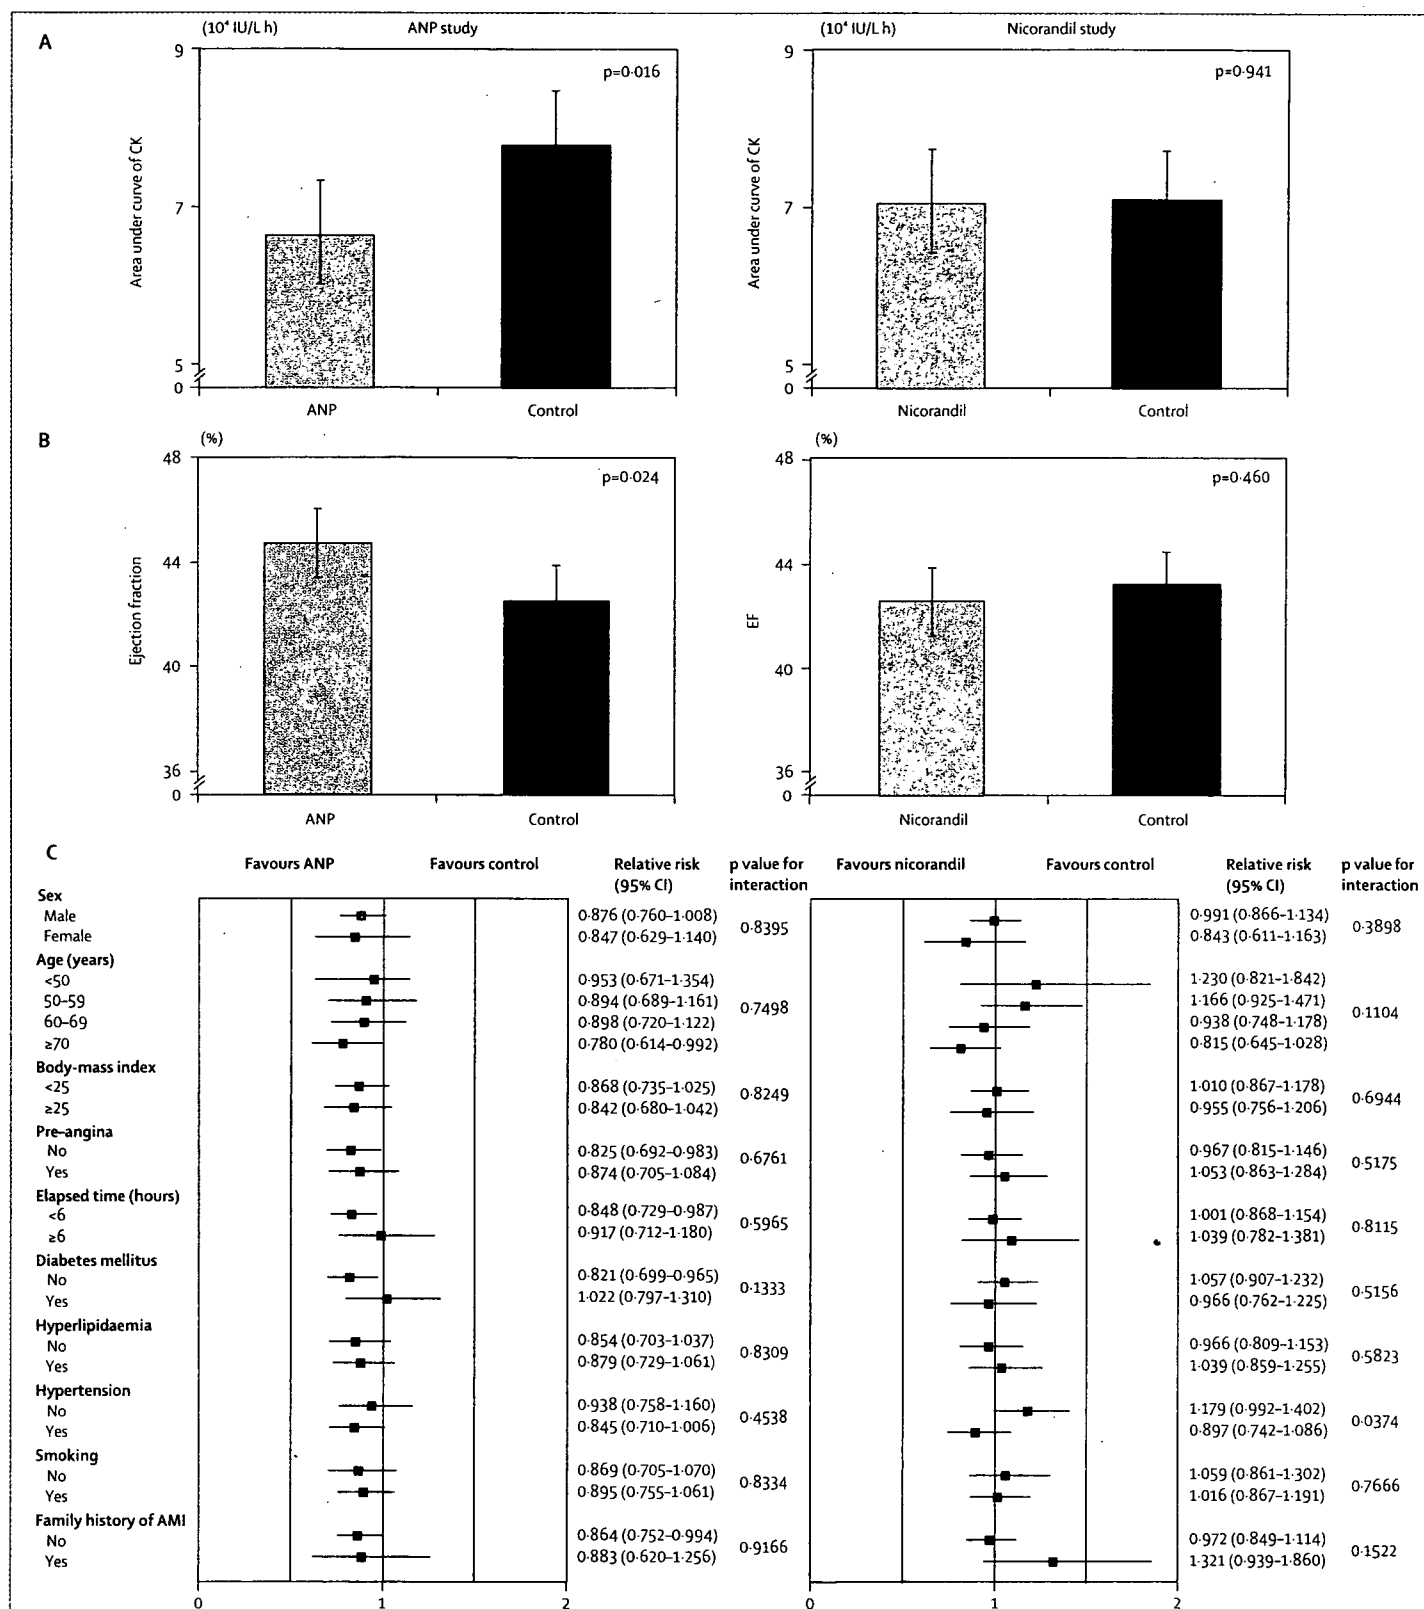 A
(10⁴ IU/L h) ANP study
9
p=0·016
Area under curve of CK
7
5
0
ANP Control
(10⁴ IU/L h) Nicorandil study
9
p=0·941
Area under curve of CK
7
5
0
Nicorandil Control
B
(%)
48
p=0·024
Ejection fraction
44
40
36
0
ANP Control
(%)
48
p=0·460
EF
44
40
36
0
Nicorandil Control
C
Favours ANP Favours control Relative risk (95% CI) p value for interaction Favours nicorandil Favours control Relative risk (95% CI) p value for interaction
Sex
Male 0·876 (0·760–1·008) 0·991 (0·866–1·134)
0·8395 0·3898
Female 0·847 (0·629–1·140) 0·843 (0·611–1·163)
Age (years)
<50 0·953 (0·671–1·354) 1·230 (0·821–1·842)
50–59 0·894 (0·689–1·161) 1·166 (0·925–1·471)
0·7498 0·1104
60–69 0·898 (0·720–1·122) 0·938 (0·748–1·178)
≥70 0·780 (0·614–0·992) 0·815 (0·645–1·028)
Body-mass index
<25 0·868 (0·735–1·025) 1·010 (0·867–1·178)
0·8249 0·6944
≥25 0·842 (0·680–1·042) 0·955 (0·756–1·206)
Pre-angina
No 0·825 (0·692–0·983) 0·967 (0·815–1·146)
0·6761 0·5175
Yes 0·874 (0·705–1·084) 1·053 (0·863–1·284)
Elapsed time (hours)
<6 0·848 (0·729–0·987) 1·001 (0·868–1·154)
0·5965 0·8115
≥6 0·917 (0·712–1·180) 1·039 (0·782–1·381)
Diabetes mellitus
No 0·821 (0·699–0·965) 1·057 (0·907–1·232)
0·1333 0·5156
Yes 1·022 (0·797–1·310) 0·966 (0·762–1·225)
Hyperlipidaemia
No 0·854 (0·703–1·037) 0·966 (0·809–1·153)
0·8309 0·5823
Yes 0·879 (0·729–1·061) 1·039 (0·859–1·255)
Hypertension
No 0·938 (0·758–1·160) 1·179 (0·992–1·402)
0·4538 0·0374
Yes 0·845 (0·710–1·006) 0·897 (0·742–1·086)
Smoking
No 0·869 (0·705–1·070) 1·059 (0·861–1·302)
0·8334 0·7666
Yes 0·895 (0·755–1·061) 1·016 (0·867–1·191)
Family history of AMI
No 0·864 (0·752–0·994) 0·972 (0·849–1·114)
0·9166 0·1522
Yes 0·883 (0·620–1·256) 1·321 (0·939–1·860)
0 1 2 0 1 2